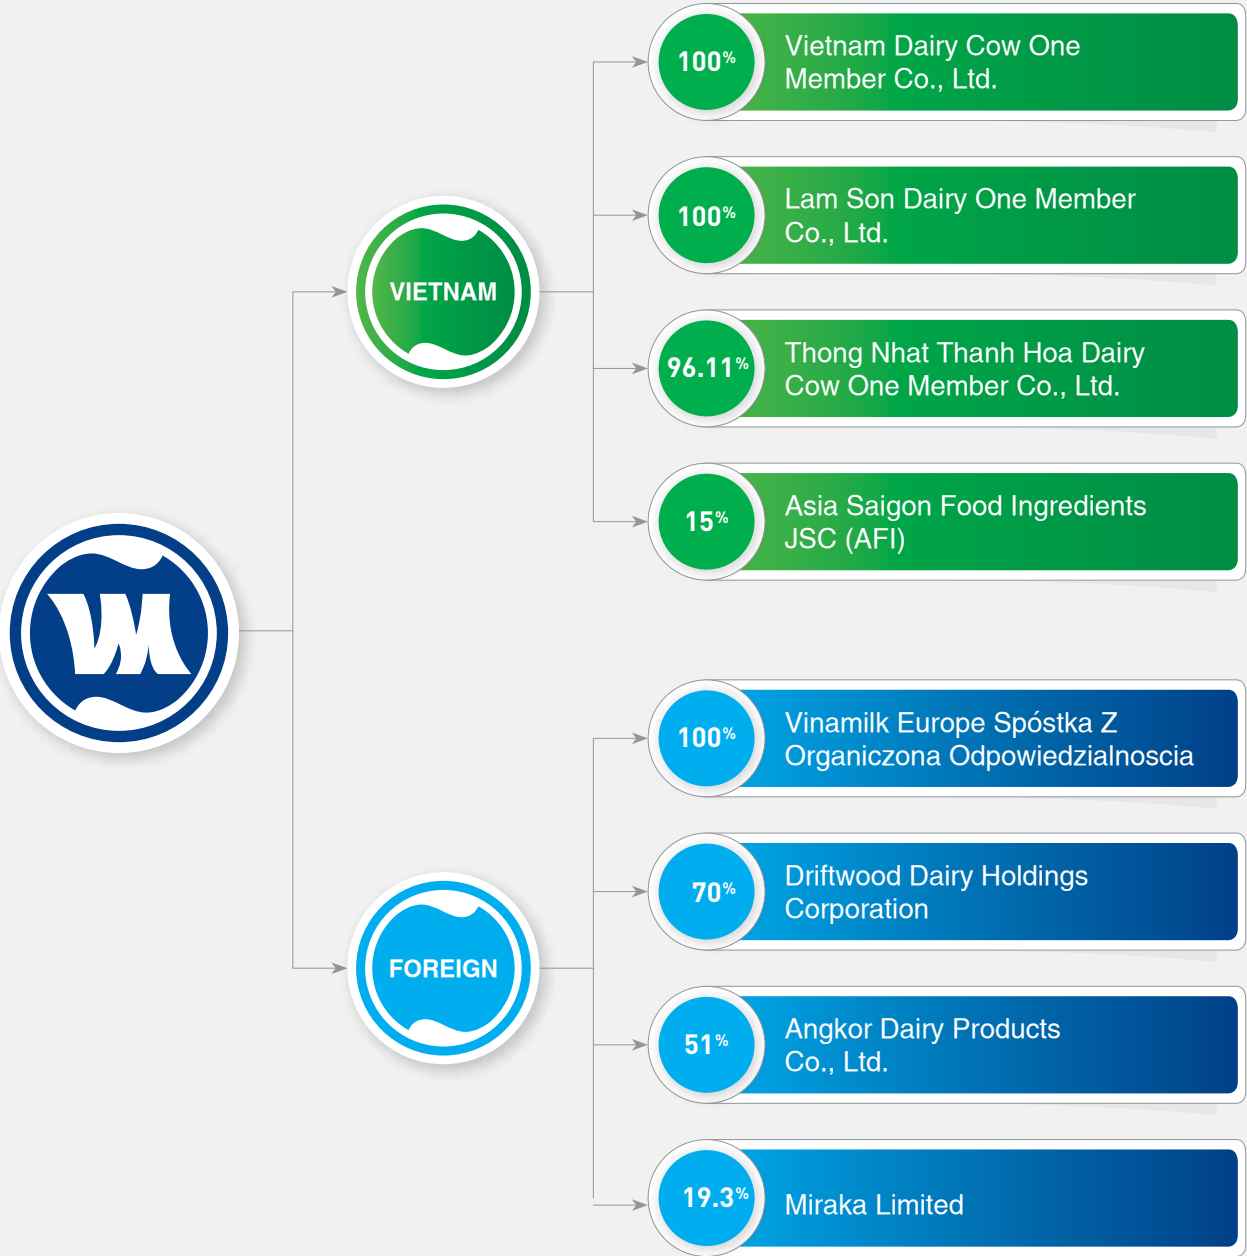 100%
Vietnam Dairy Cow One
Member Co., Ltd.
100%
Lam Son Dairy One Member
Co., Ltd.
VIETNAM
96.11%
Thong Nhat Thanh Hoa Dairy
Cow One Member Co., Ltd.
15%
Asia Saigon Food Ingredients
JSC (AFI)
VM
100%
Vinamilk Europe Spóstka Z
Organiczona Odpowiedzialnoscia
70%
Driftwood Dairy Holdings
Corporation
FOREIGN
51%
Angkor Dairy Products
Co., Ltd.
19.3%
Miraka Limited